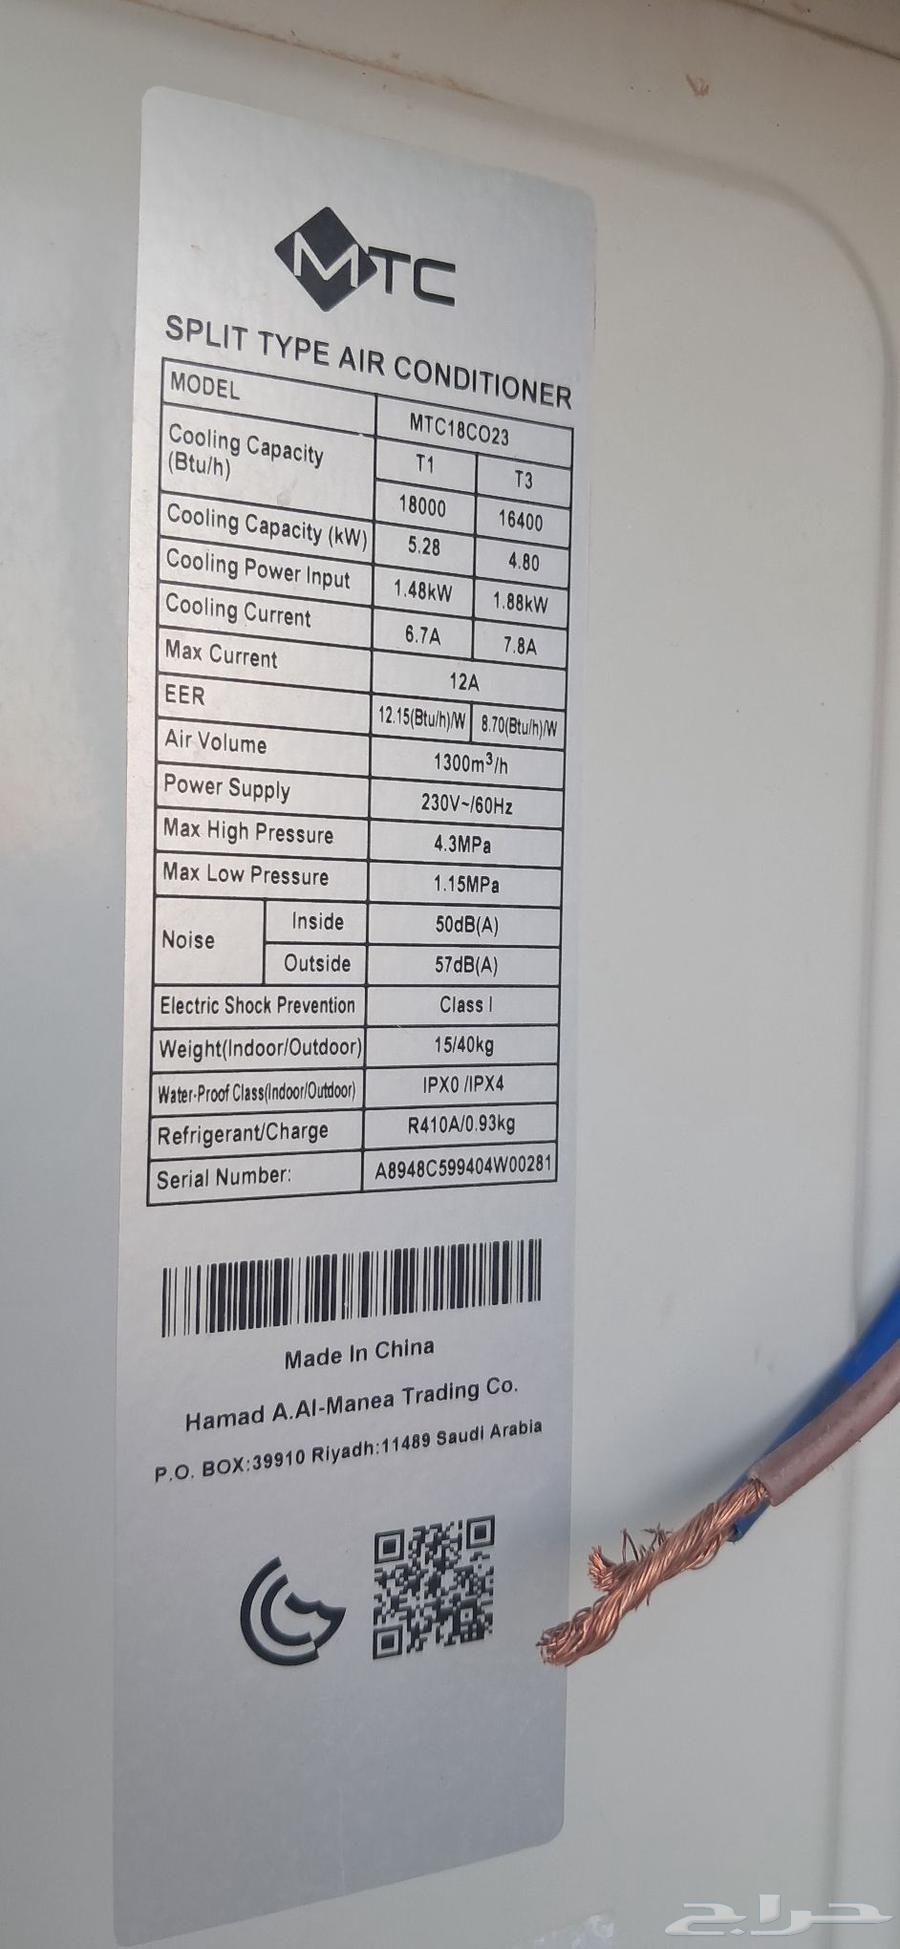 MTC
SPLIT TYPE AIR CONDITIONER
MODEL MTC18CO23
Cooling Capacity (Btu/h) T1 T3
18000 16400
Cooling Capacity (kW) 5.28 4.80
Cooling Power Input 1.48kW 1.88kW
Cooling Current 6.7A 7.8A
Max Current 12A
EER 12.15(Btu/h)/W 8.70(Btu/h)/W
Air Volume 1300m³/h
Power Supply 230V~/60Hz
Max High Pressure 4.3MPa
Max Low Pressure 1.15MPa
Noise Inside 50dB(A)
Outside 57dB(A)
Electric Shock Prevention Class I
Weight(Indoor/Outdoor) 15/40kg
Water-Proof Class(Indoor/Outdoor) IPX0 /IPX4
Refrigerant/Charge R410A/0.93kg
Serial Number: A8948C599404W00281
Made In China
Hamad A.Al-Manea Trading Co.
P.O. BOX:39910 Riyadh:11489 Saudi Arabia
حراج